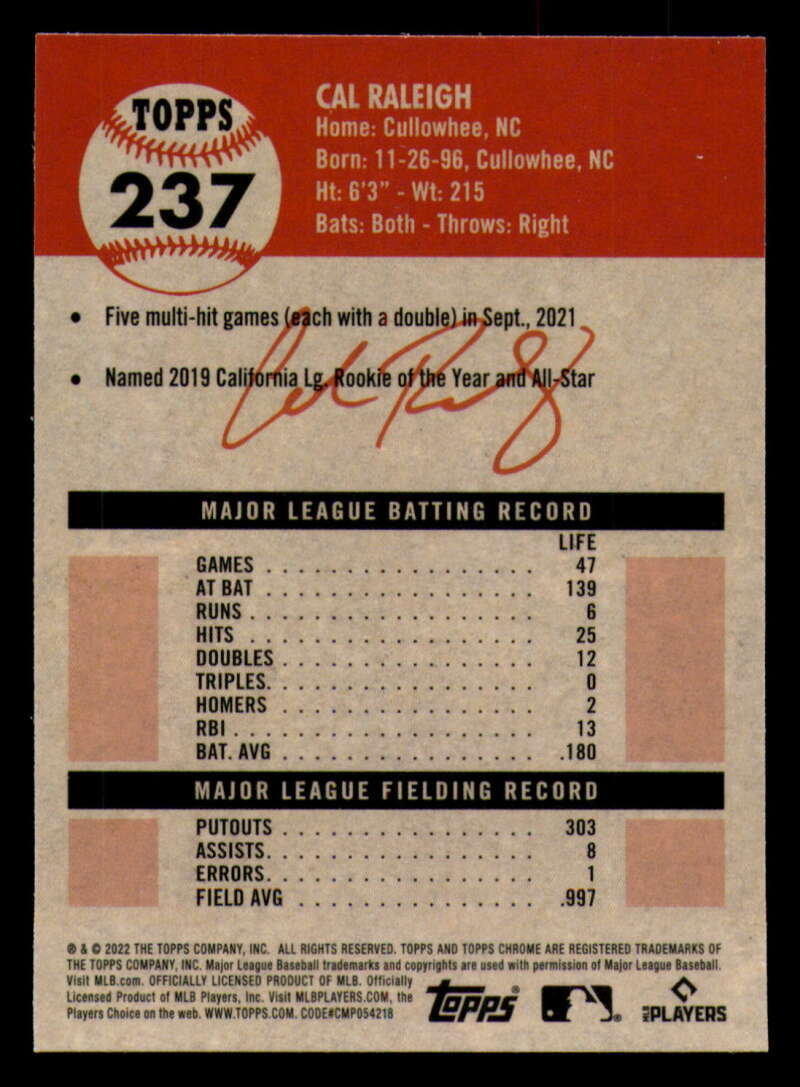 TOPPS
237
CAL RALEIGH
Home: Cullowhee, NC
Born: 11-26-96, Cullowhee, NC
Ht: 6'3" - Wt: 215
Bats: Both - Throws: Right
• Five multi-hit games (each with a double) in Sept., 2021
• Named 2019 California Lg. Rookie of the Year and All-Star
Cal Raleigh
MAJOR LEAGUE BATTING RECORD
LIFE
GAMES . . . . . . . . . . . . . . . . . 47
AT BAT . . . . . . . . . . . . . . . . . 139
RUNS . . . . . . . . . . . . . . . . . . 6
HITS . . . . . . . . . . . . . . . . . . 25
DOUBLES . . . . . . . . . . . . . . . . 12
TRIPLES. . . . . . . . . . . . . . . . . 0
HOMERS . . . . . . . . . . . . . . . . 2
RBI . . . . . . . . . . . . . . . . . . . 13
BAT. AVG . . . . . . . . . . . . . . . . .180
MAJOR LEAGUE FIELDING RECORD
PUTOUTS . . . . . . . . . . . . . . . . 303
ASSISTS. . . . . . . . . . . . . . . . . 8
ERRORS. . . . . . . . . . . . . . . . . 1
FIELD AVG . . . . . . . . . . . . . . . .997
® & © 2022 THE TOPPS COMPANY, INC. ALL RIGHTS RESERVED. TOPPS AND TOPPS CHROME ARE REGISTERED TRADEMARKS OF
THE TOPPS COMPANY, INC. Major League Baseball trademarks and copyrights are used with permission of Major League Baseball.
Visit MLB.com. OFFICIALLY LICENSED PRODUCT OF MLB. Officially
Licensed Product of MLB Players, Inc. Visit MLBPLAYERS.COM, the
Players Choice on the web. WWW.TOPPS.COM. CODE#CMP054218
TOPPS®
®
MLB PLAYERS